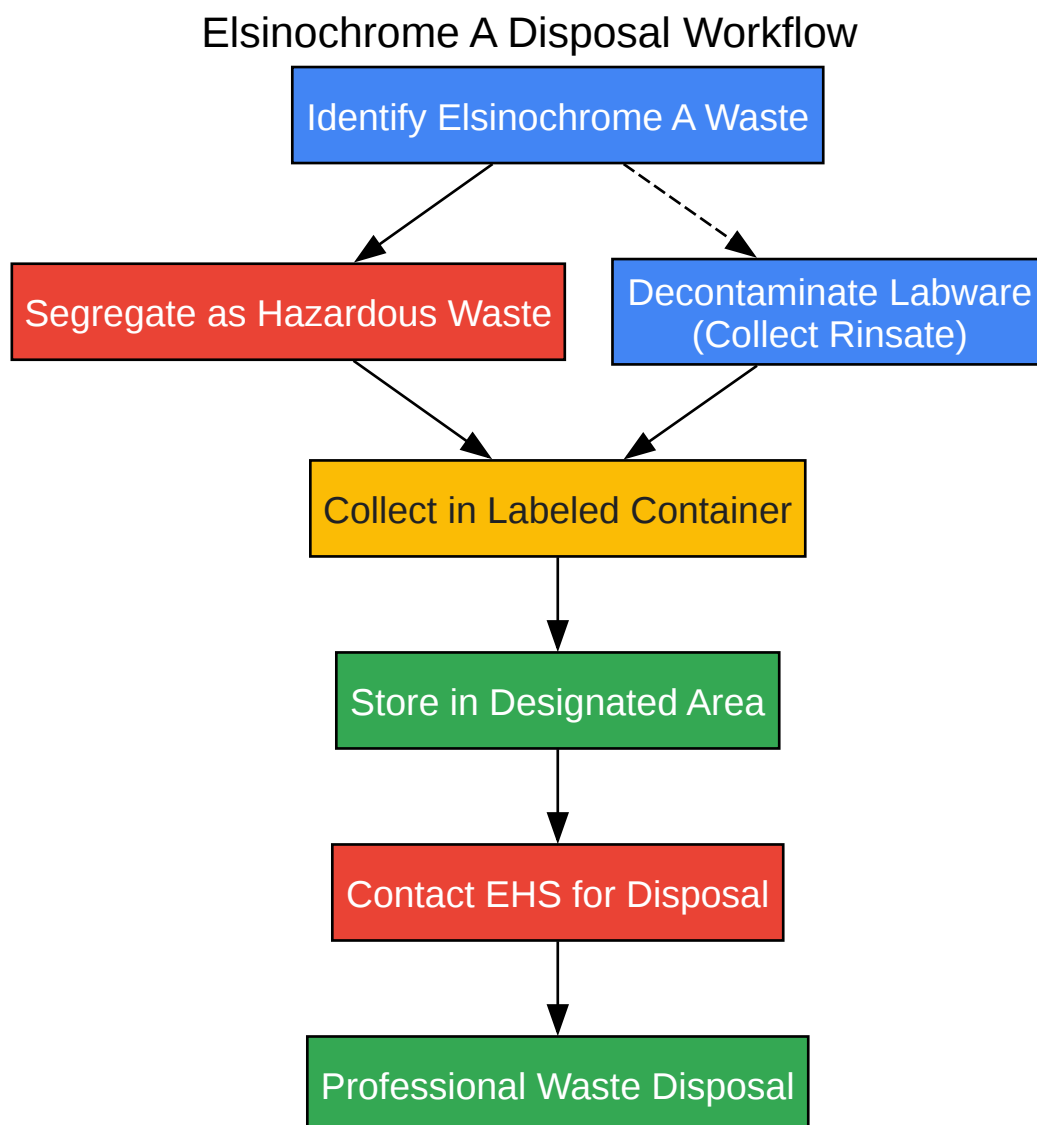 Elsinochrome A Disposal Workflow
Identify Elsinochrome A Waste
Segregate as Hazardous Waste
Decontaminate Labware
(Collect Rinsate)
Collect in Labeled Container
Store in Designated Area
Contact EHS for Disposal
Professional Waste Disposal